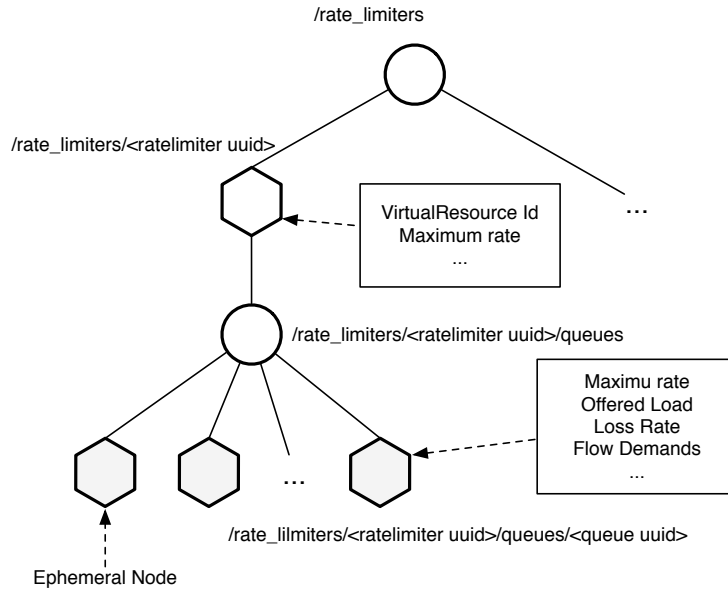 /rate_limiters
/rate_limiters/<ratelimiter uuid>
VirtualResource Id
Maximum rate
...
...
/rate_limiters/<ratelimiter uuid>/queues
Maximu rate
Offered Load
Loss Rate
Flow Demands
...
...
/rate_lilmiters/<ratelimiter uuid>/queues/<queue uuid>
Ephemeral Node